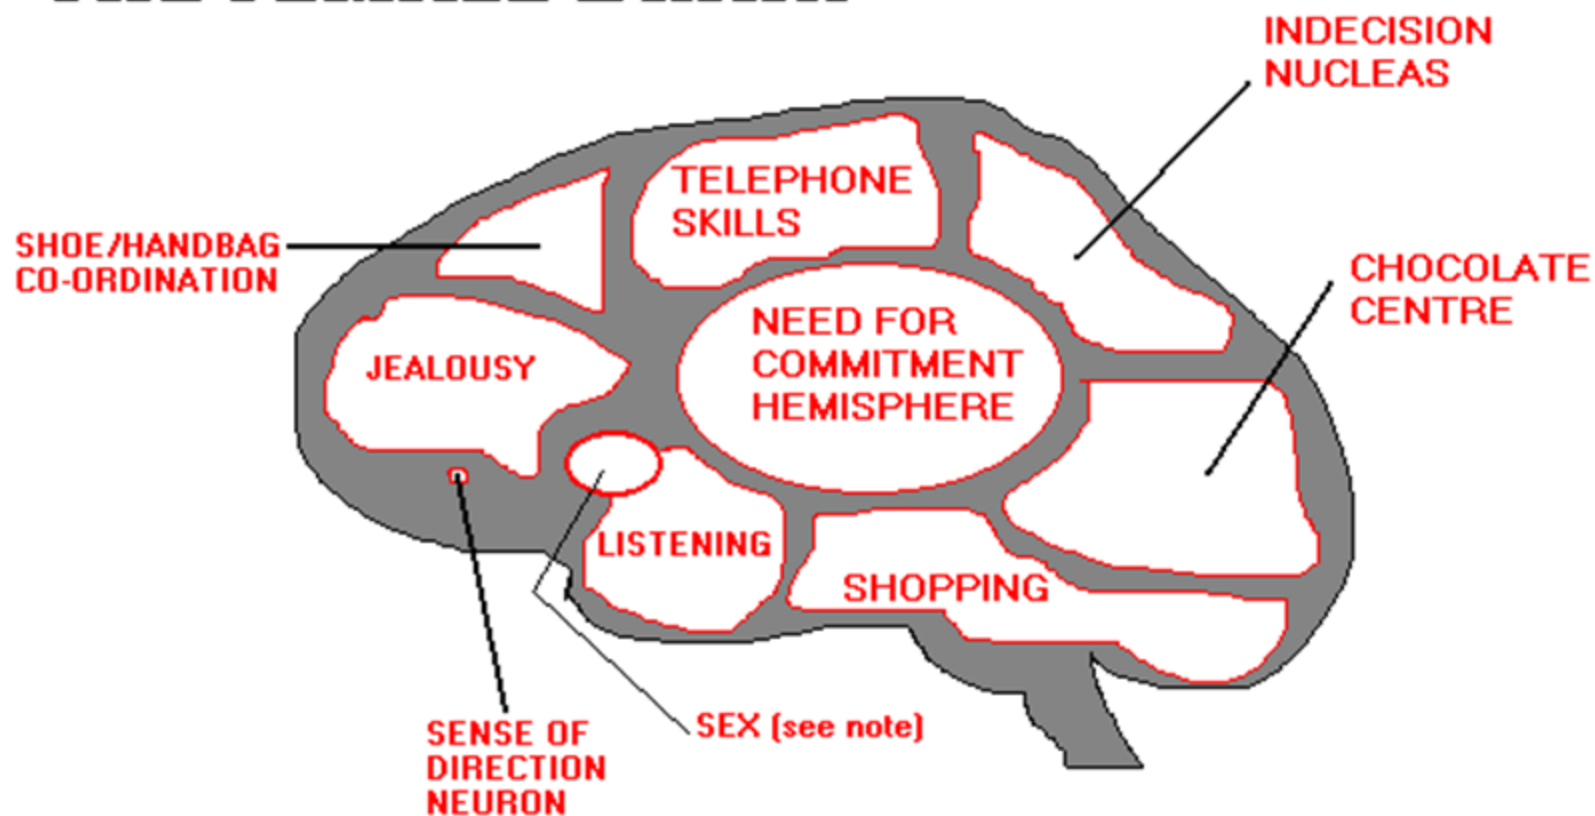 INDECISION
NUCLEAS
TELEPHONE
SKILLS
SHOE/HANDBAG
CO-ORDINATION
CHOCOLATE
CENTRE
NEED FOR
COMMITMENT
HEMISPHERE
JEALOUSY
LISTENING
SHOPPING
SEX (see note)
SENSE OF
DIRECTION
NEURON